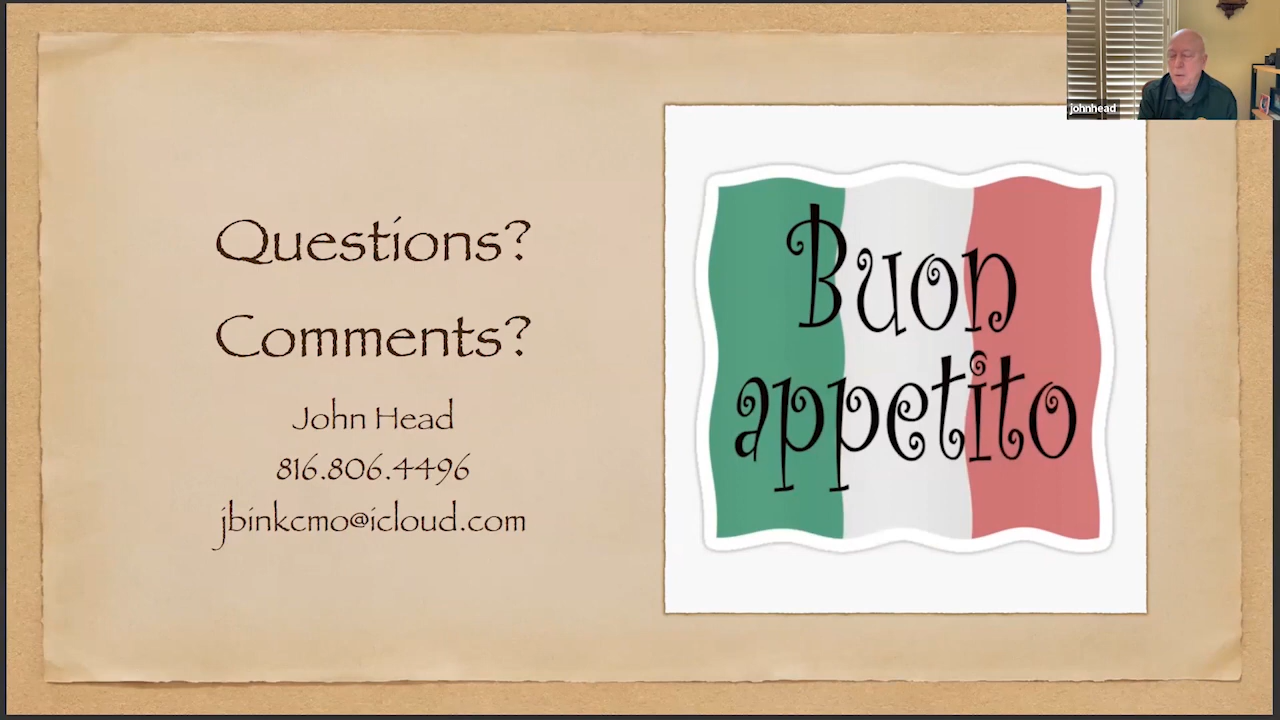 johnhead
Questions?
Comments?
John Head
816.806.4496
jbinkcmo@icloud.com
Buon
appetito